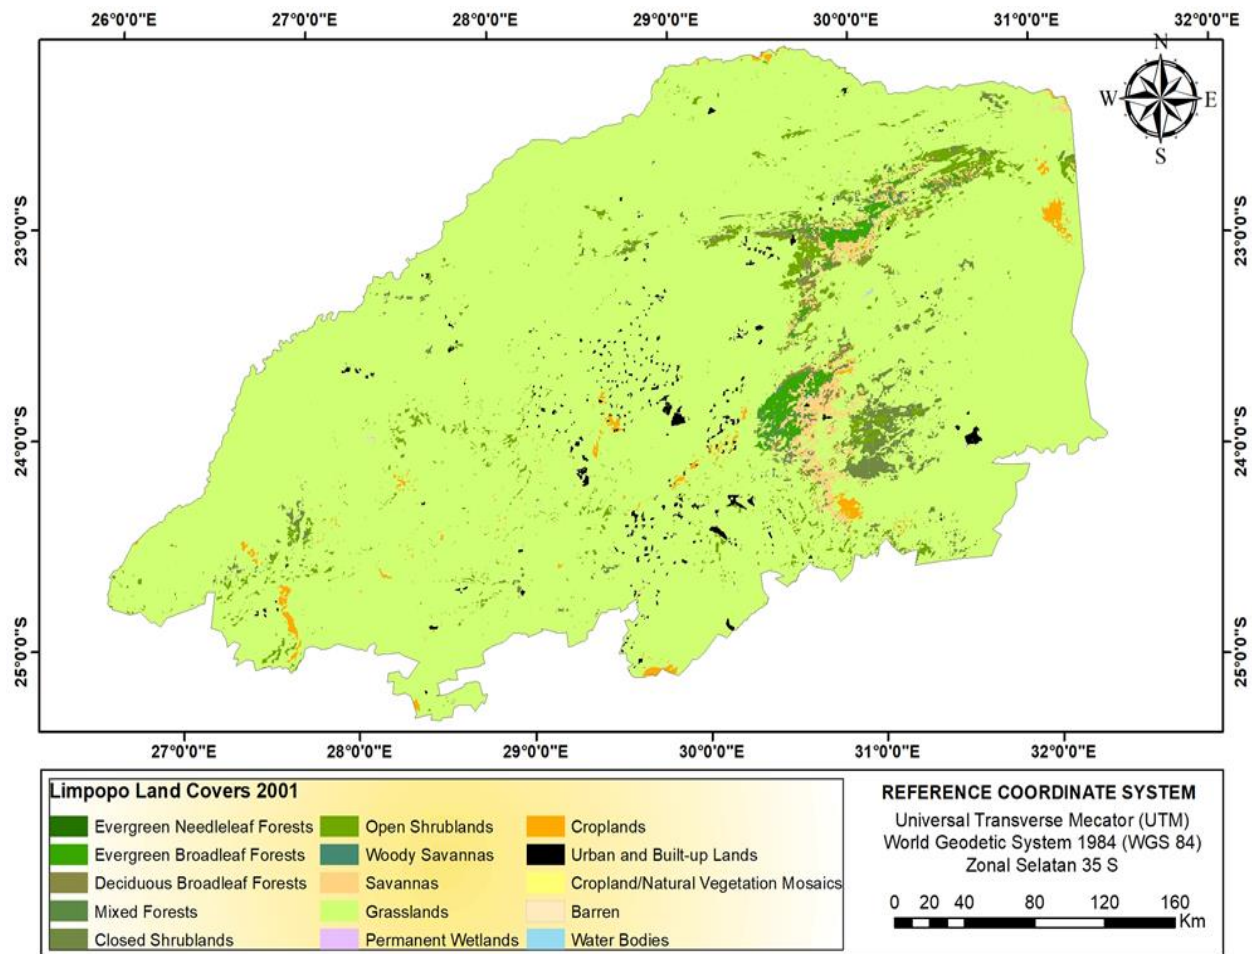 26°0'0"E 27°0'0"E 28°0'0"E 29°0'0"E 30°0'0"E 31°0'0"E 32°0'0"E
N
W E
S
23°0'0"S 23°0'0"S
24°0'0"S 24°0'0"S
25°0'0"S 25°0'0"S
27°0'0"E 28°0'0"E 29°0'0"E 30°0'0"E 31°0'0"E 32°0'0"E
Limpopo Land Covers 2001
Evergreen Needleleaf Forests
Evergreen Broadleaf Forests
Deciduous Broadleaf Forests
Mixed Forests
Closed Shrublands
Open Shrublands
Woody Savannas
Savannas
Grasslands
Permanent Wetlands
Croplands
Urban and Built-up Lands
Cropland/Natural Vegetation Mosaics
Barren
Water Bodies
REFERENCE COORDINATE SYSTEM
Universal Transverse Mecator (UTM)
World Geodetic System 1984 (WGS 84)
Zonal Selatan 35 S
0 20 40 80 120 160
Km